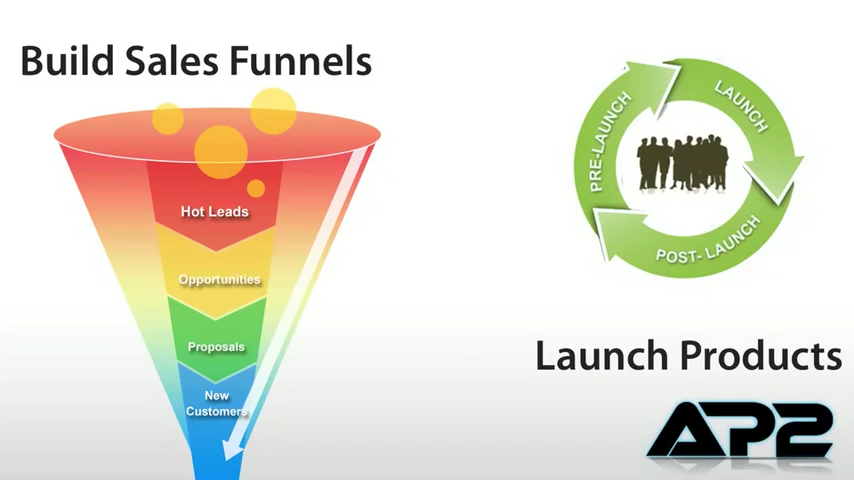 Build Sales Funnels
Hot Leads
Opportunities
Proposals
New
Customers
PRE-LAUNCH
LAUNCH
POST- LAUNCH
Launch Products
AP2